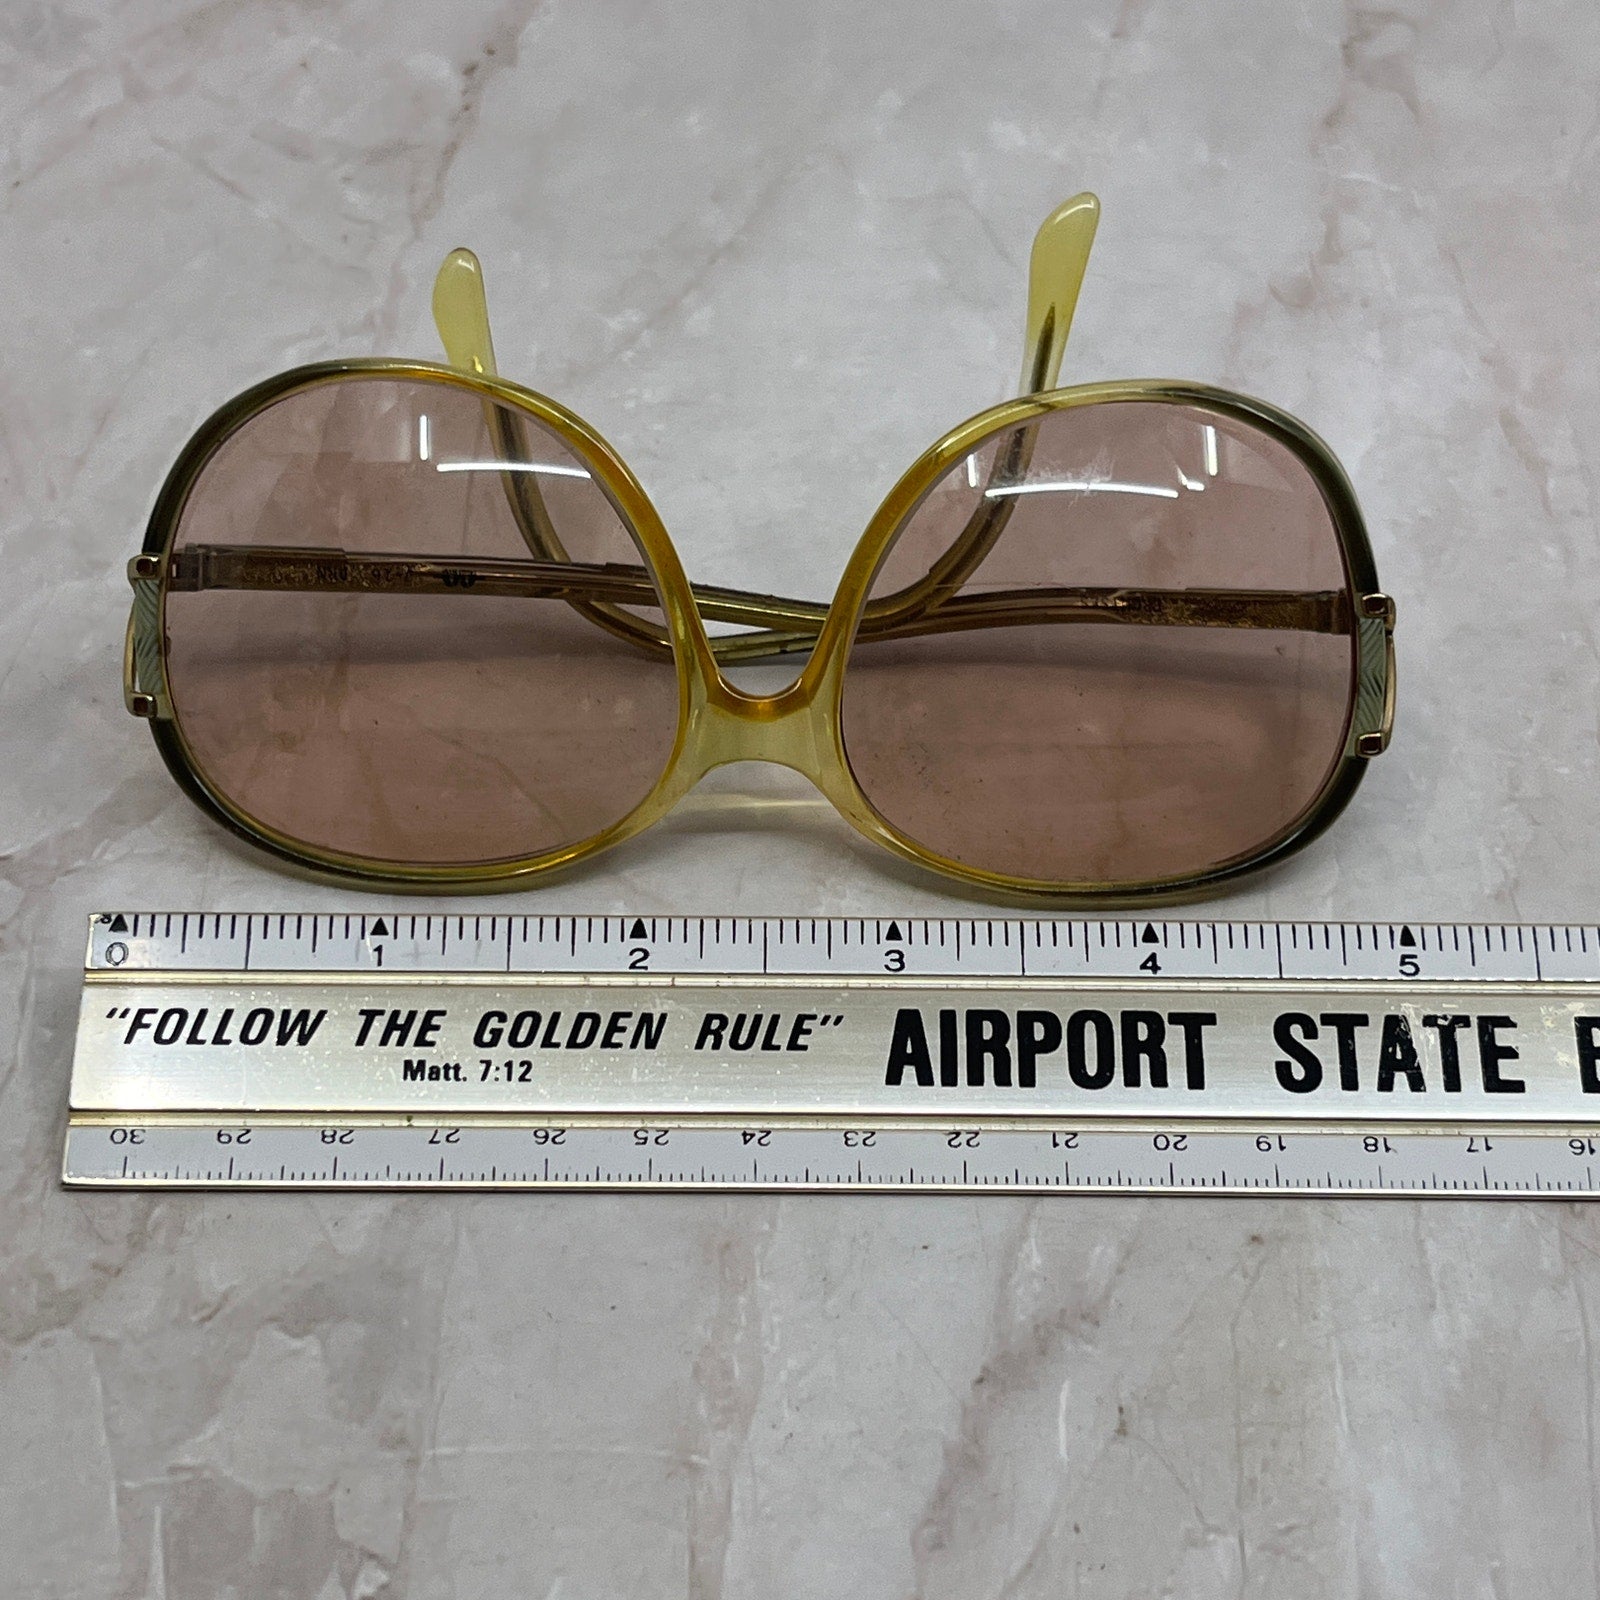 0 1 2 3 4 5
"FOLLOW THE GOLDEN RULE" AIRPORT STATE
Matt. 7:12
30 29 28 27 26 25 24 23 22 21 20 19 18 17 16